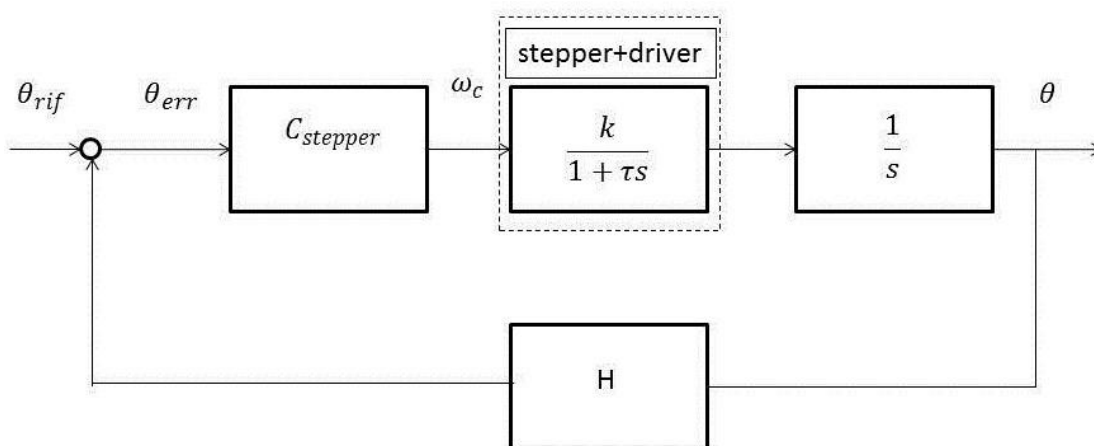 stepper+driver
θ_rif
θ_err
C_stepper
ω_c
k
1 + τs
1
s
θ
H